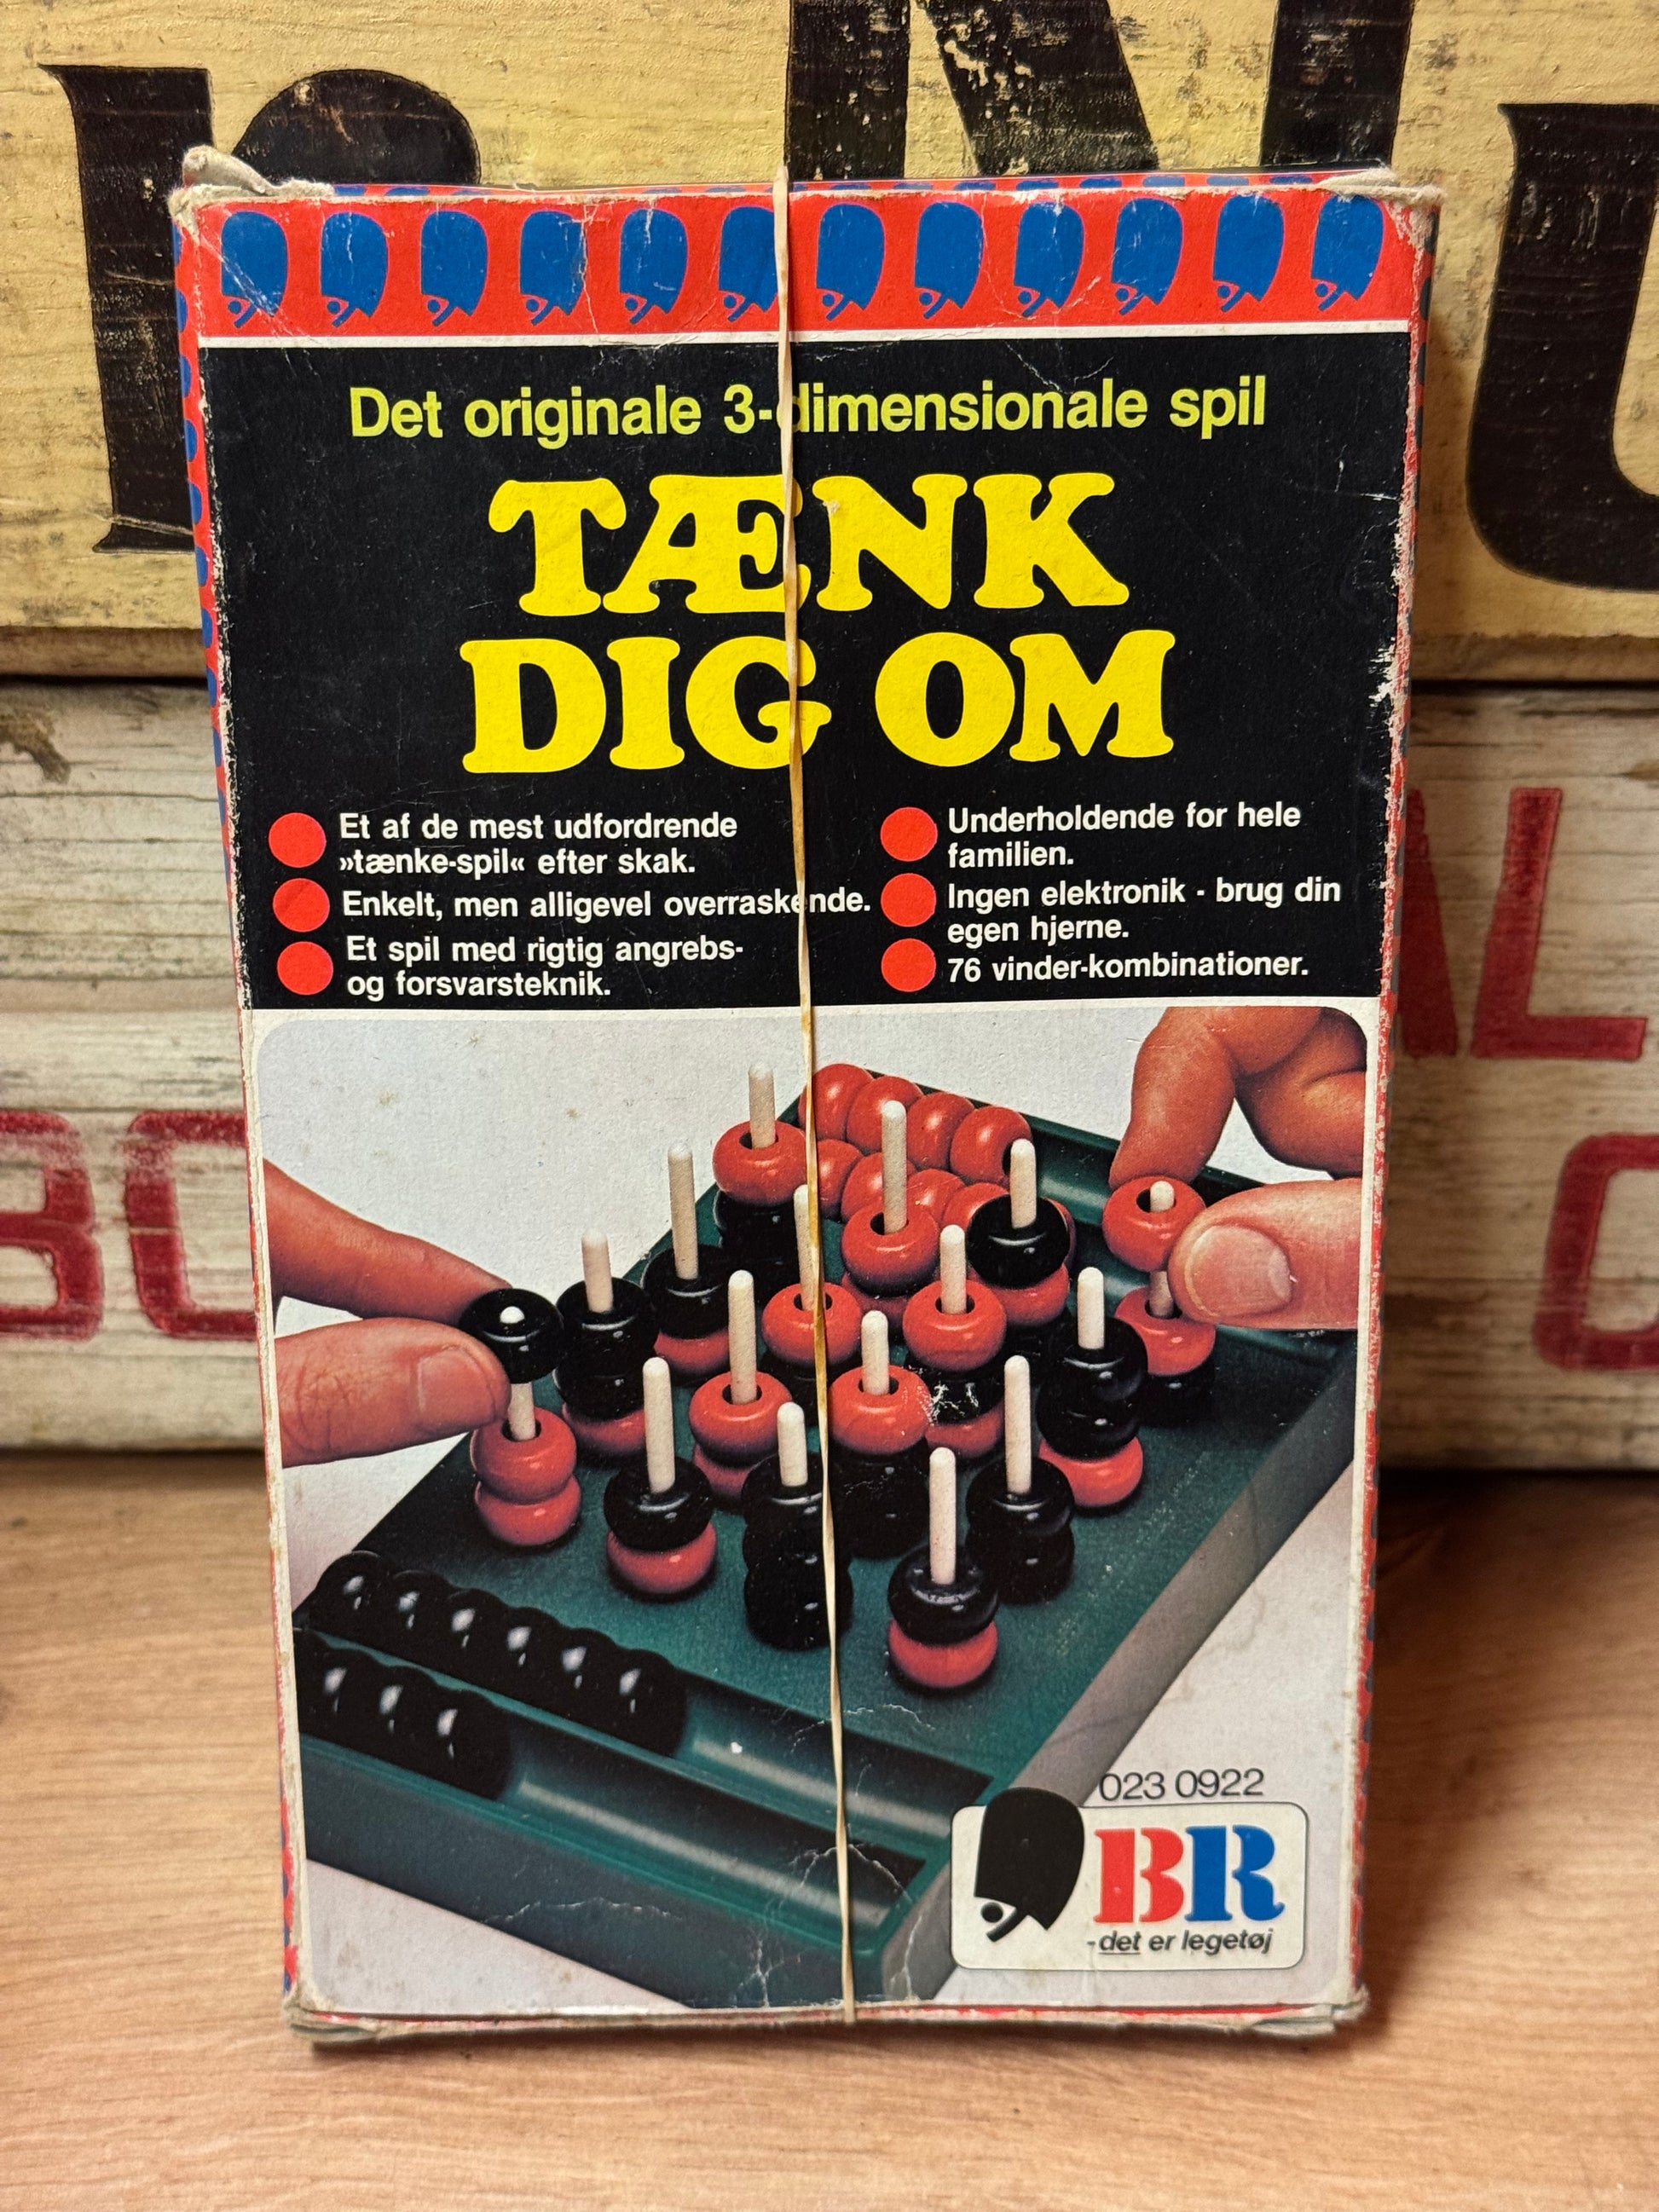 Det originale 3-dimensionale spil
TÆNK
DIG OM
Et af de mest udfordrende
»tænke-spil« efter skak.
Enkelt, men alligevel overraskende.
Et spil med rigtig angrebs-
og forsvarsteknik.
Underholdende for hele
familien.
Ingen elektronik - brug din
egen hjerne.
76 vinder-kombinationer.
023 0922
BR
-det er legetøj